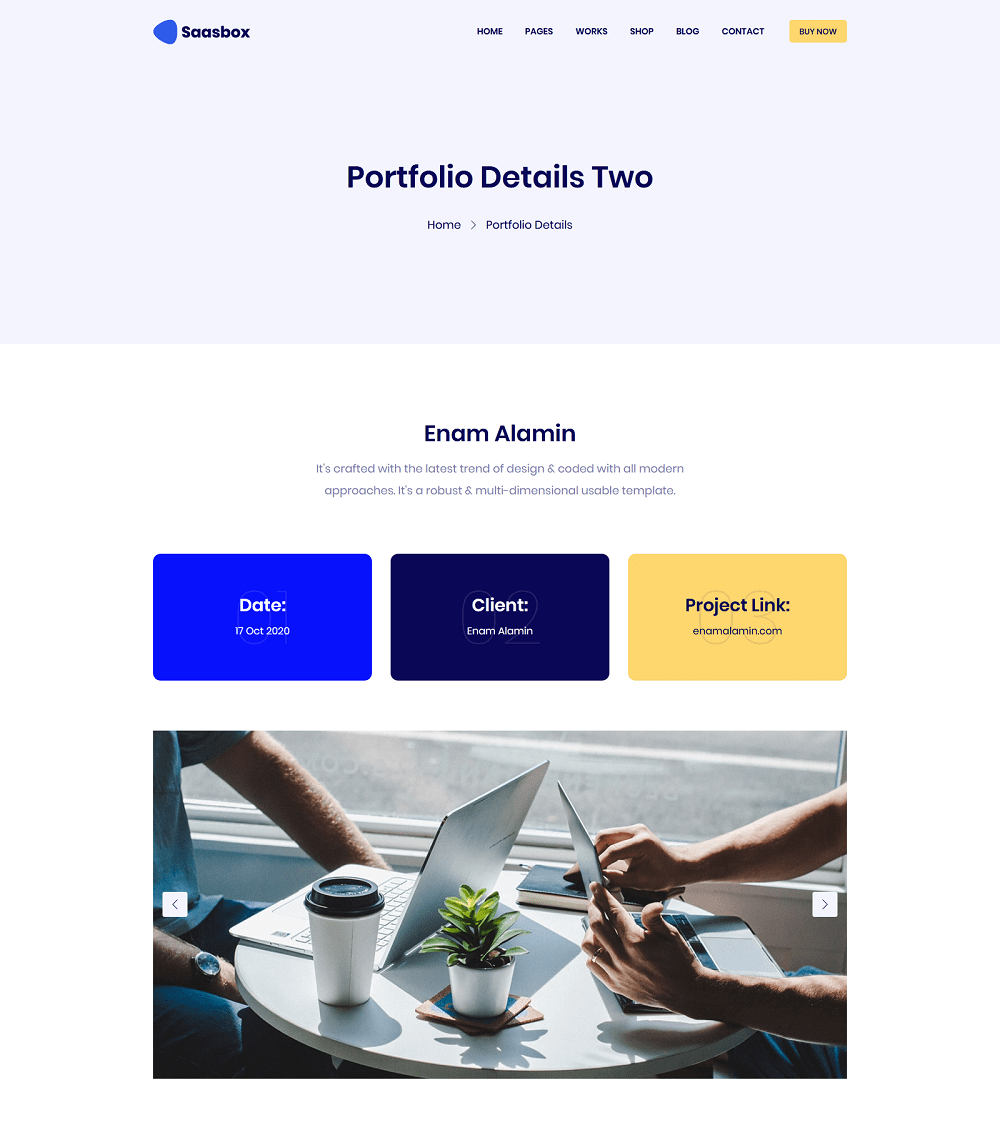 Saasbox
HOME PAGES WORKS SHOP BLOG CONTACT BUY NOW
Portfolio Details Two
Home > Portfolio Details
Enam Alamin
It's crafted with the latest trend of design & coded with all modern
approaches. It's a robust & multi-dimensional usable template.
01
Date:
17 Oct 2020
02
Client:
Enam Alamin
03
Project Link:
enamalamin.com